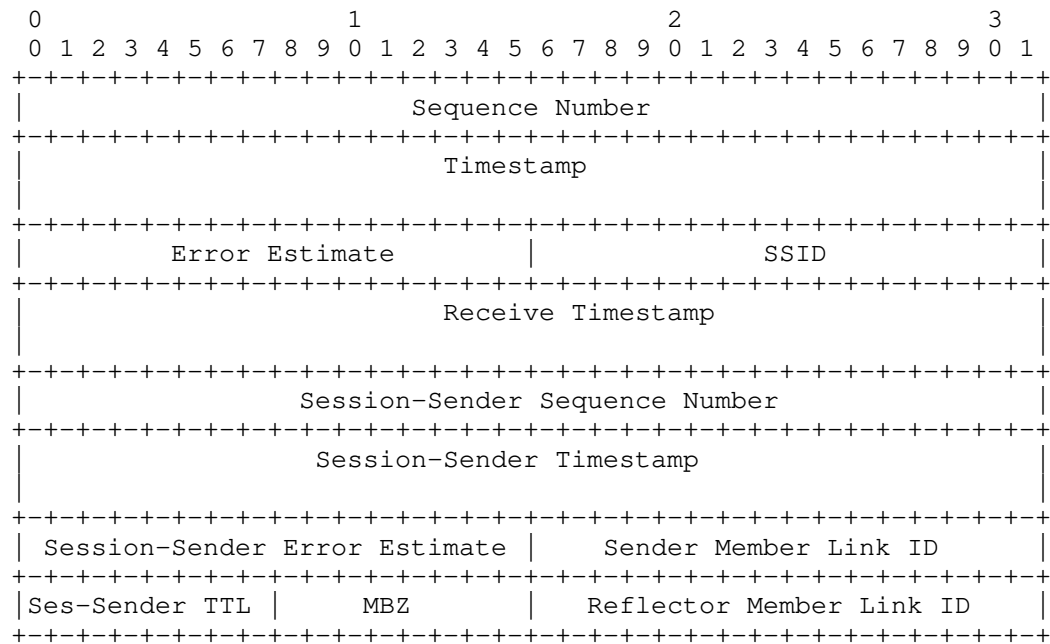 0                   1                   2                   3
 0 1 2 3 4 5 6 7 8 9 0 1 2 3 4 5 6 7 8 9 0 1 2 3 4 5 6 7 8 9 0 1
+-+-+-+-+-+-+-+-+-+-+-+-+-+-+-+-+-+-+-+-+-+-+-+-+-+-+-+-+-+-+-+-+
|                        Sequence Number                        |
+-+-+-+-+-+-+-+-+-+-+-+-+-+-+-+-+-+-+-+-+-+-+-+-+-+-+-+-+-+-+-+-+
|                          Timestamp                            |
|                                                               |
+-+-+-+-+-+-+-+-+-+-+-+-+-+-+-+-+-+-+-+-+-+-+-+-+-+-+-+-+-+-+-+-+
|         Error Estimate        |              SSID             |
+-+-+-+-+-+-+-+-+-+-+-+-+-+-+-+-+-+-+-+-+-+-+-+-+-+-+-+-+-+-+-+-+
|                          Receive Timestamp                    |
|                                                               |
+-+-+-+-+-+-+-+-+-+-+-+-+-+-+-+-+-+-+-+-+-+-+-+-+-+-+-+-+-+-+-+-+
|                 Session-Sender Sequence Number                |
+-+-+-+-+-+-+-+-+-+-+-+-+-+-+-+-+-+-+-+-+-+-+-+-+-+-+-+-+-+-+-+-+
|                  Session-Sender Timestamp                     |
|                                                               |
+-+-+-+-+-+-+-+-+-+-+-+-+-+-+-+-+-+-+-+-+-+-+-+-+-+-+-+-+-+-+-+-+
| Session-Sender Error Estimate |    Sender Member Link ID      |
+-+-+-+-+-+-+-+-+-+-+-+-+-+-+-+-+-+-+-+-+-+-+-+-+-+-+-+-+-+-+-+-+
|Ses-Sender TTL |     MBZ       |   Reflector Member Link ID    |
+-+-+-+-+-+-+-+-+-+-+-+-+-+-+-+-+-+-+-+-+-+-+-+-+-+-+-+-+-+-+-+-+